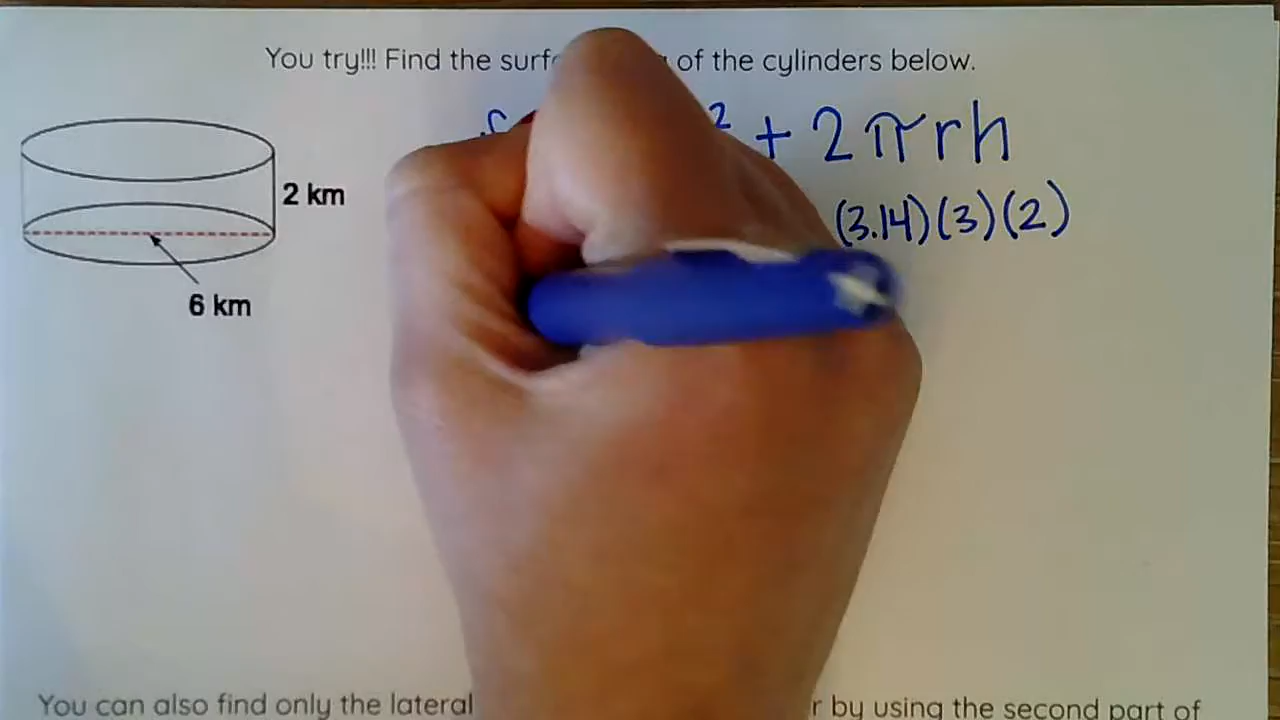 You try!!! Find the surf of the cylinders below.
2 + 2πrh
2 km
(3.14)(3)(2)
6 km
You can also find only the lateral r by using the second part of